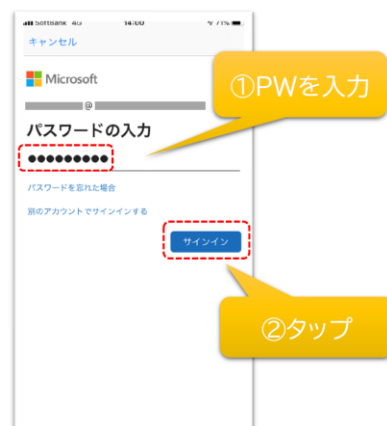 SoftBank 4G 14:00 71%
キャンセル
Microsoft
①PWを入力
@
パスワードの入力
●●●●●●●●●
パスワードを忘れた場合
別のアカウントでサインインする
サインイン
②タップ